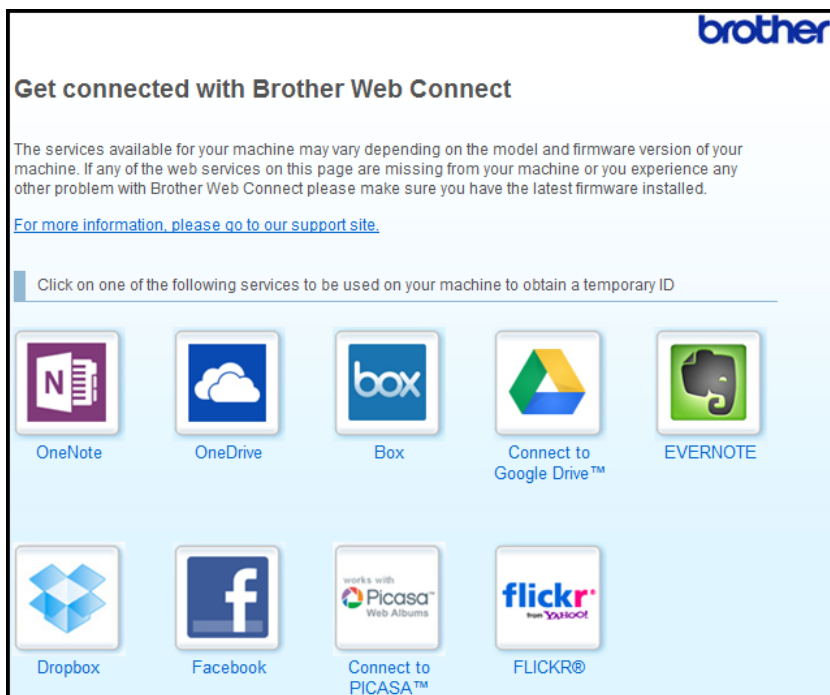 brother
Get connected with Brother Web Connect
The services available for your machine may vary depending on the model and firmware version of your
machine. If any of the web services on this page are missing from your machine or you experience any
other problem with Brother Web Connect please make sure you have the latest firmware installed.
For more information, please go to our support site.
Click on one of the following services to be used on your machine to obtain a temporary ID
N
box
OneNote
OneDrive
Box
Connect to
Google Drive™
EVERNOTE
f
works with
Picasa™
Web Albums
flickr
from YAHOO!
Dropbox
Facebook
Connect to
PICASA™
FLICKR®